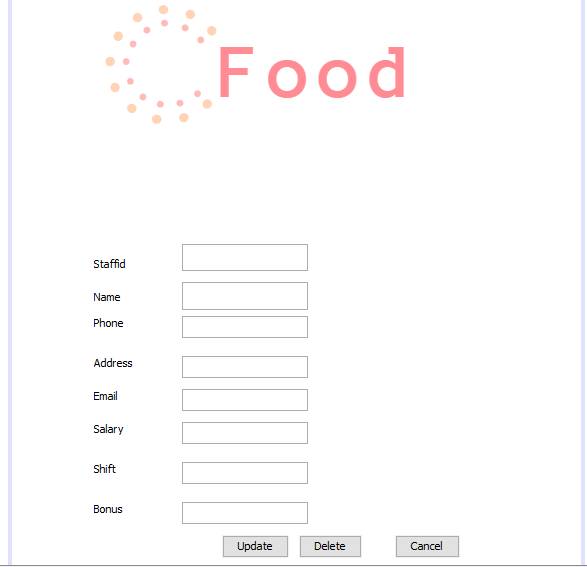 Food
Staffid
Name
Phone
Address
Email
Salary
Shift
Bonus
Update Delete Cancel